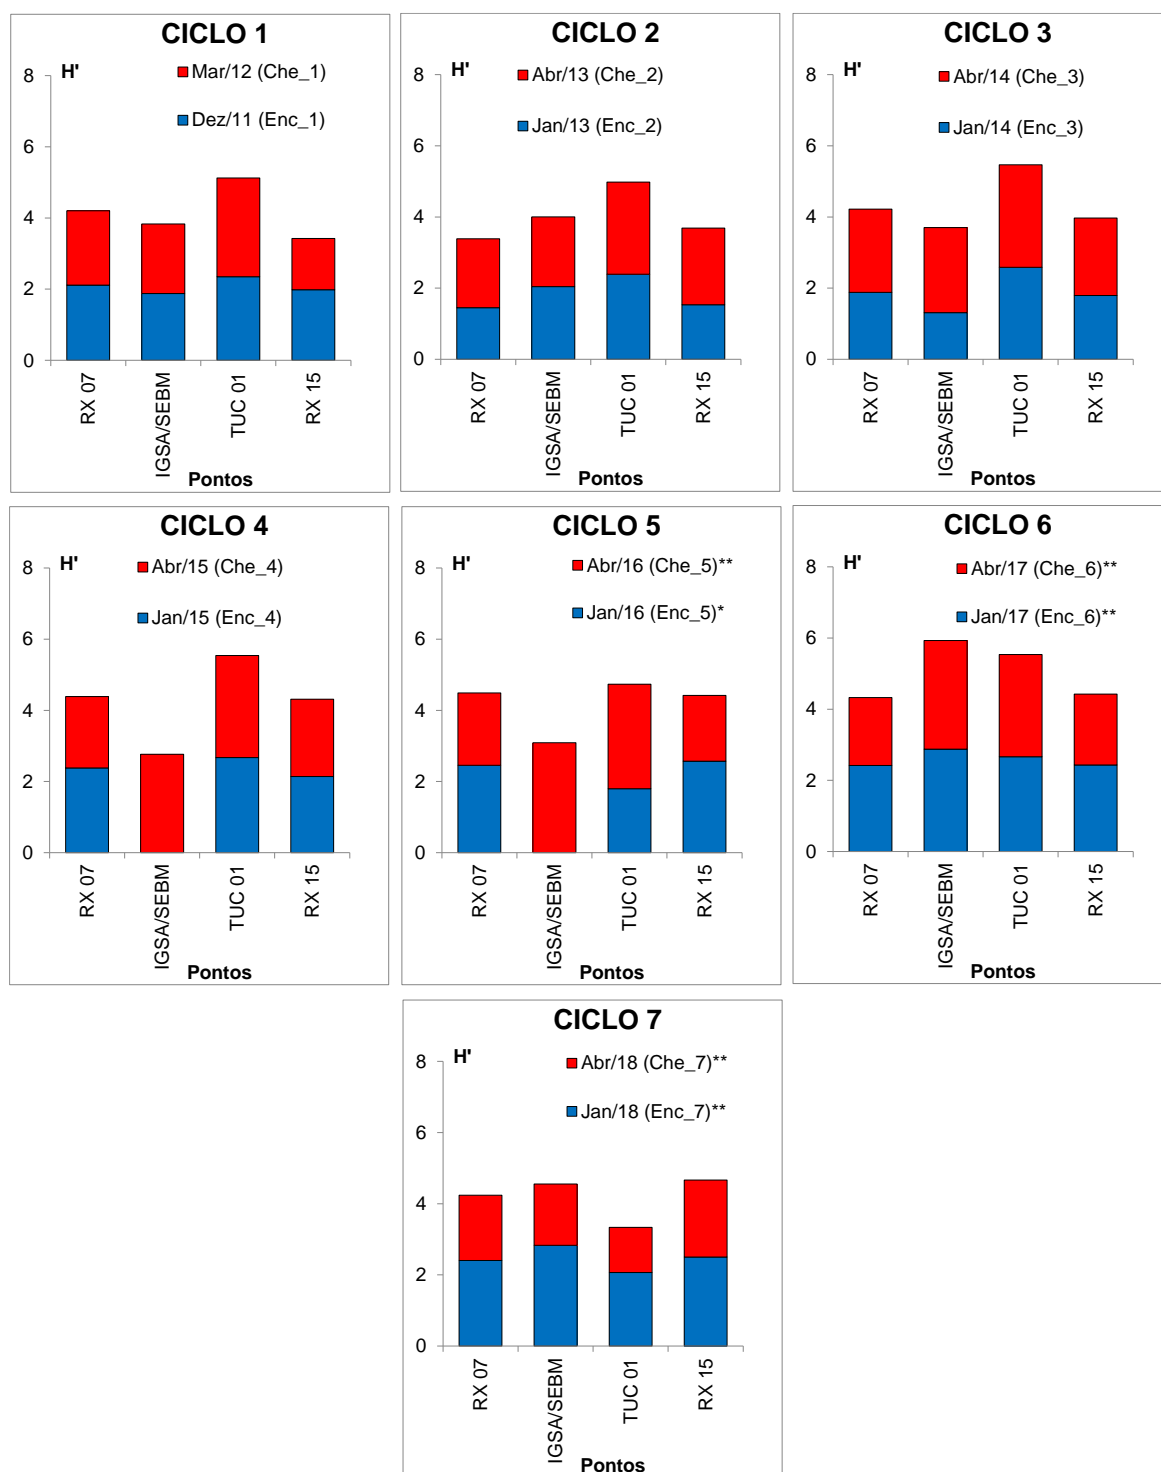 CICLO 1
H'
Mar/12 (Che_1)
Dez/11 (Enc_1)
8
6
4
2
0
RX 07
IGSA/SEBM
TUC 01
RX 15
Pontos
CICLO 2
H'
Abr/13 (Che_2)
Jan/13 (Enc_2)
8
6
4
2
0
RX 07
IGSA/SEBM
TUC 01
RX 15
Pontos
CICLO 3
H'
Abr/14 (Che_3)
Jan/14 (Enc_3)
8
6
4
2
0
RX 07
IGSA/SEBM
TUC 01
RX 15
Pontos
CICLO 4
H'
Abr/15 (Che_4)
Jan/15 (Enc_4)
8
6
4
2
0
RX 07
IGSA/SEBM
TUC 01
RX 15
Pontos
CICLO 5
H'
Abr/16 (Che_5)**
Jan/16 (Enc_5)*
8
6
4
2
0
RX 07
IGSA/SEBM
TUC 01
RX 15
Pontos
CICLO 6
H'
Abr/17 (Che_6)**
Jan/17 (Enc_6)**
8
6
4
2
0
RX 07
IGSA/SEBM
TUC 01
RX 15
Pontos
CICLO 7
H'
Abr/18 (Che_7)**
Jan/18 (Enc_7)**
8
6
4
2
0
RX 07
IGSA/SEBM
TUC 01
RX 15
Pontos